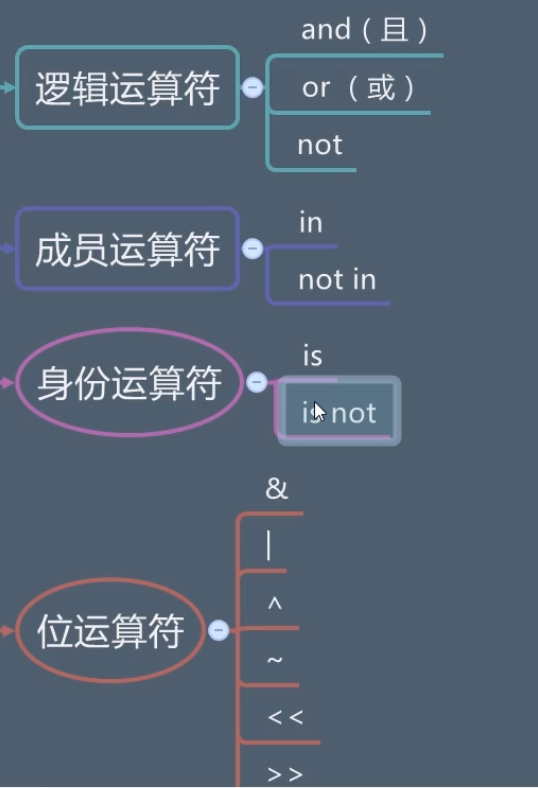 逻辑运算符
and（且）
or （或）
not
成员运算符
in
not in
身份运算符
is
is not
位运算符
&
|
^
~
<<
>>